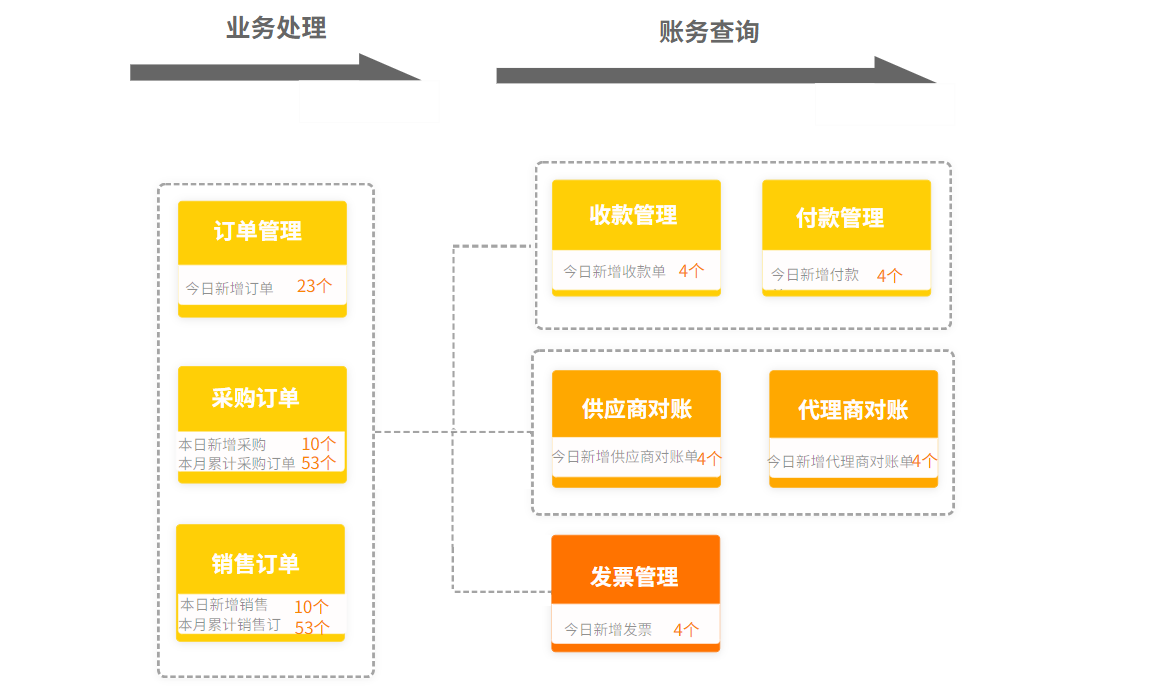 业务处理
账务查询
订单管理
今日新增订单 23个
采购订单
本日新增采购 10个
本月累计采购订单 53个
销售订单
本日新增销售 10个
本月累计销售订 53个
收款管理
今日新增收款单 4个
付款管理
今日新增付款 4个
供应商对账
今日新增供应商对账单4个
代理商对账
今日新增代理商对账单4个
发票管理
今日新增发票 4个